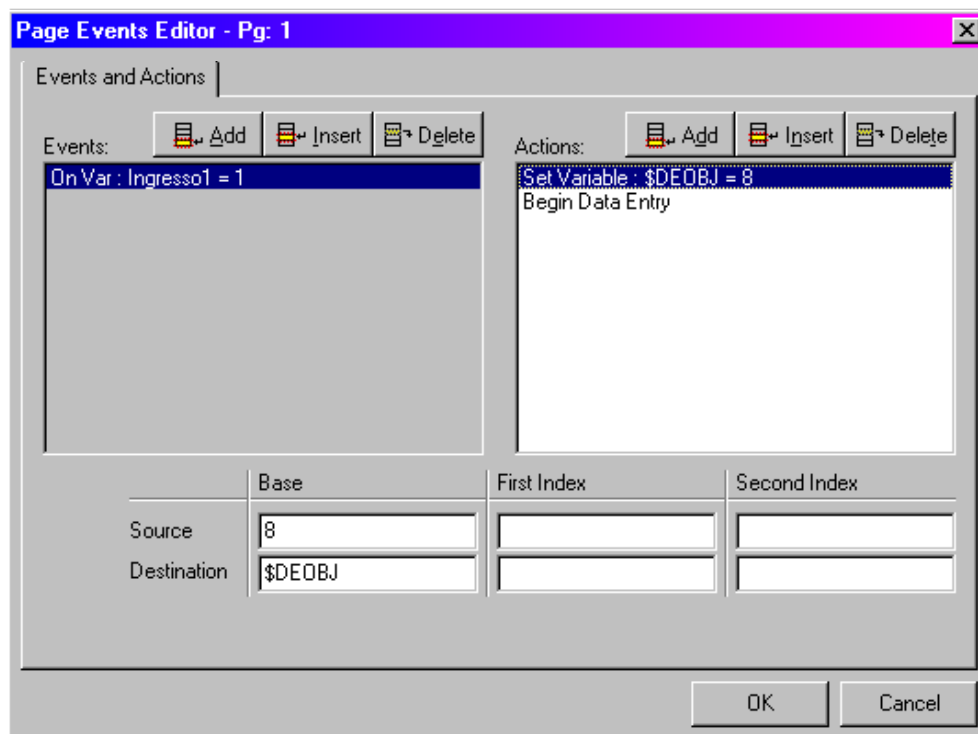 Page Events Editor - Pg: 1
Events and Actions
Events:
Add
Insert
Delete
Actions:
Add
Insert
Delete
On Var : Ingresso1 = 1
Set Variable : $DEOBJ = 8
Begin Data Entry
Base
First Index
Second Index
Source
8
Destination
$DEOBJ
OK
Cancel